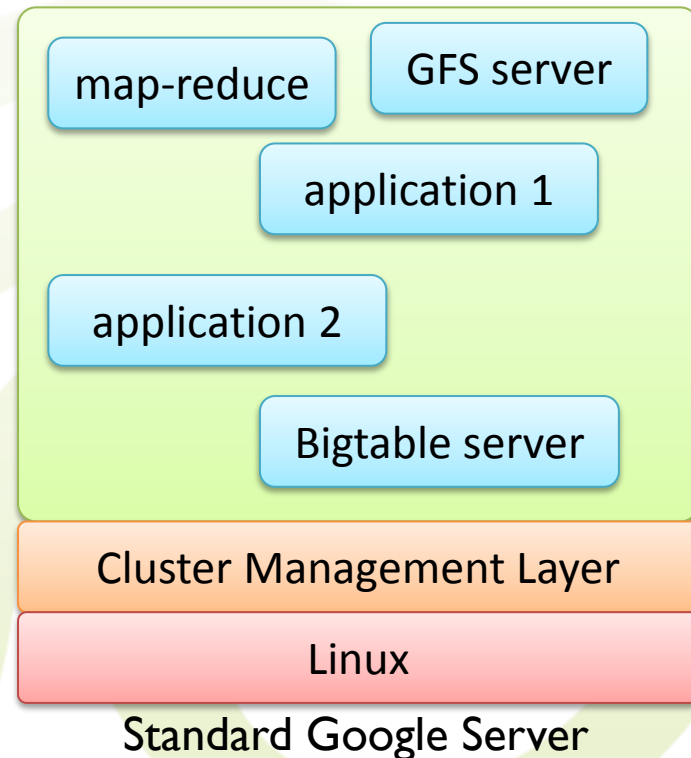 map-reduce
GFS server
application 1
application 2
Bigtable server
Cluster Management Layer
Linux
Standard Google Server